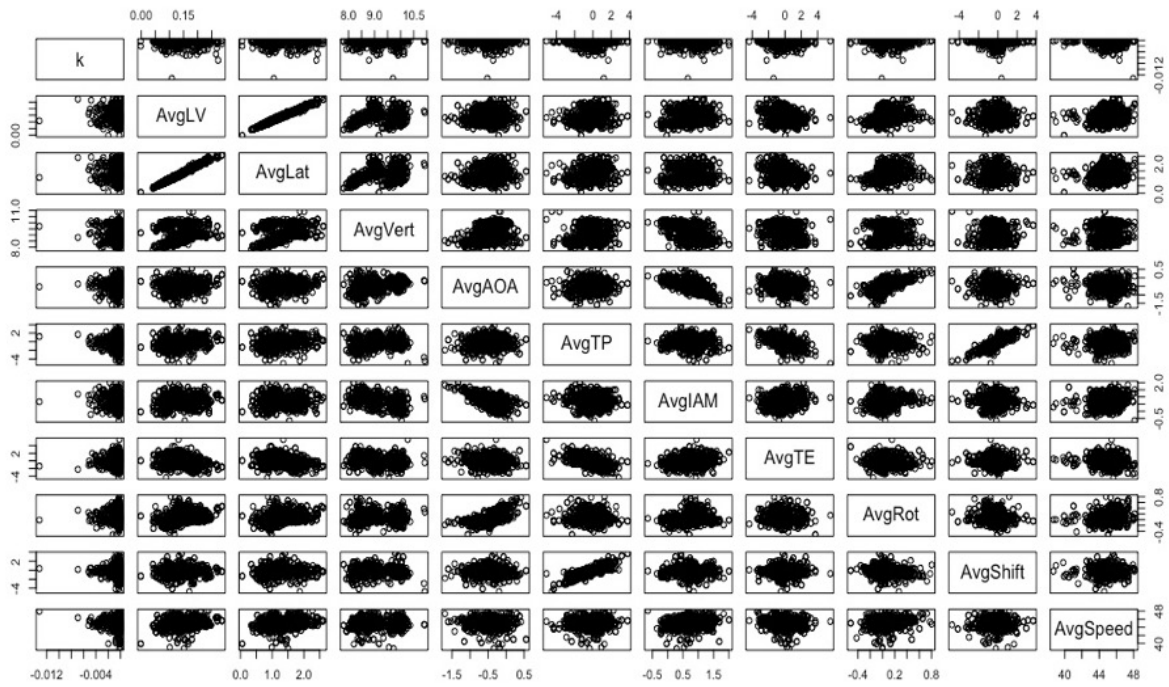 0.00 0.15 8.0 9.0 10.5 -4 0 2 4 -4 0 4 -4 0 2 4
k -0.012
0.00 AvgLV
AvgLat 0.0 1.0 2.0
8.0 11.0 AvgVert
AvgAOA -1.5 0.5
-4 2 AvgTP
AvgIAM -0.5 2.0
-4 2 AvgTE
AvgRot -0.4 0.8
-4 2 AvgShift
AvgSpeed 40 48
-0.012 -0.004 0.0 1.0 2.0 -1.5 -0.5 0.5 -0.5 0.5 1.5 -0.4 0.2 0.8 40 44 48